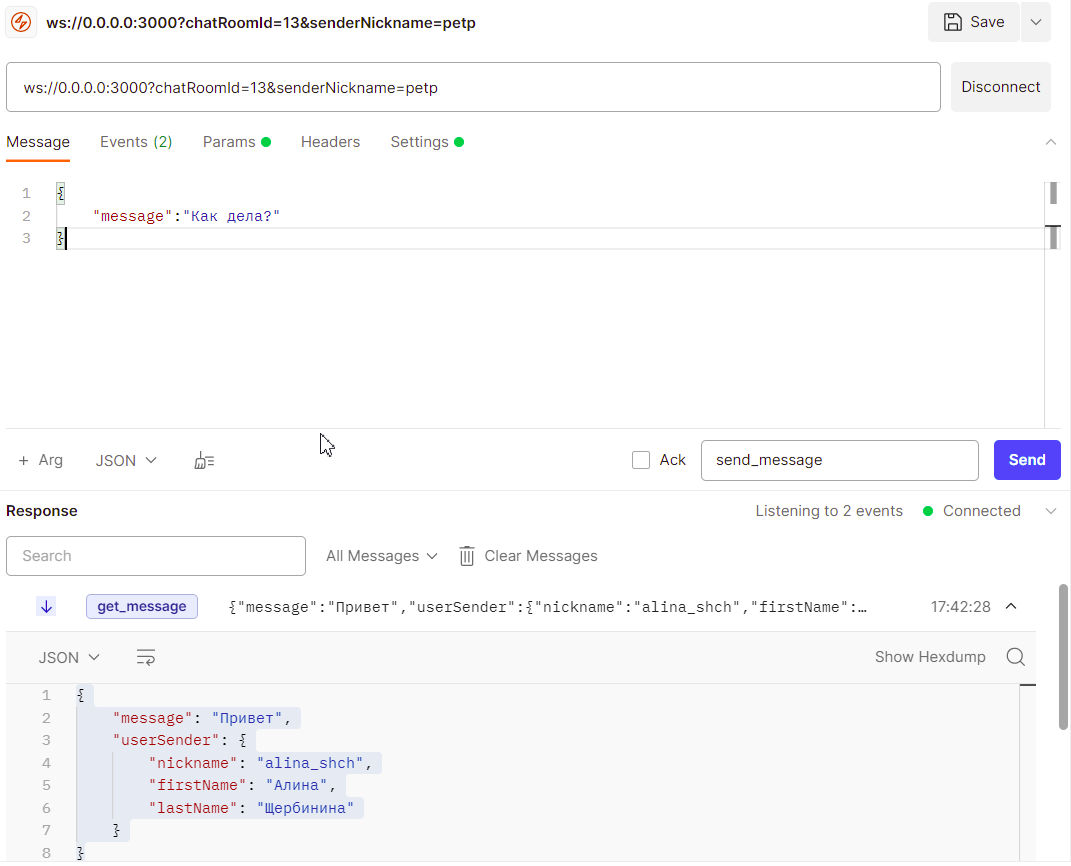 ws://0.0.0.0:3000?chatRoomId=13&senderNickname=petp
Save
ws://0.0.0.0:3000?chatRoomId=13&senderNickname=petp
Disconnect
Message Events (2) Params Headers Settings
1 {
2 "message":"Как дела?"
3 }
+ Arg JSON Ack send_message Send
Response Listening to 2 events Connected
Search All Messages Clear Messages
get_message {"message":"Привет","userSender":{"nickname":"alina_shch","firstName":… 17:42:28
JSON Show Hexdump
1 {
2 "message": "Привет",
3 "userSender": {
4 "nickname": "alina_shch",
5 "firstName": "Алина",
6 "lastName": "Щербинина"
7 }
8 }